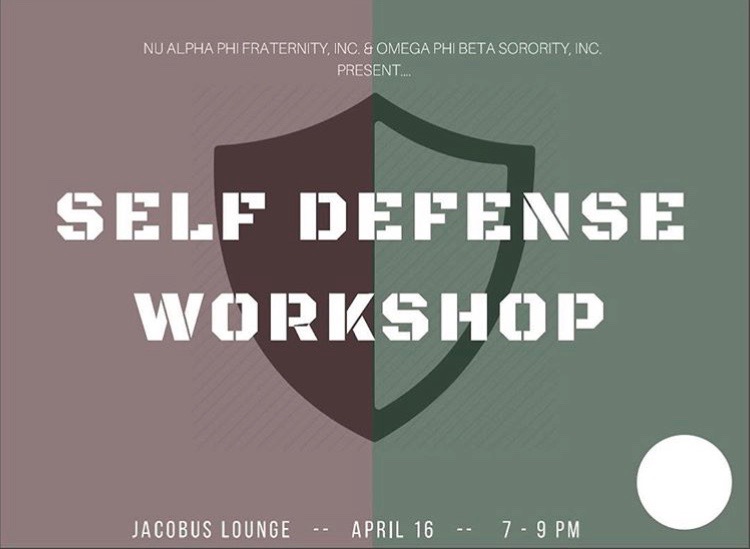 NU ALPHA PHI FRATERNITY, INC. & OMEGA PHI BETA SORORITY, INC.
PRESENT....
SELF DEFENSE
WORKSHOP
JACOBUS LOUNGE -- APRIL 16 -- 7 - 9 PM